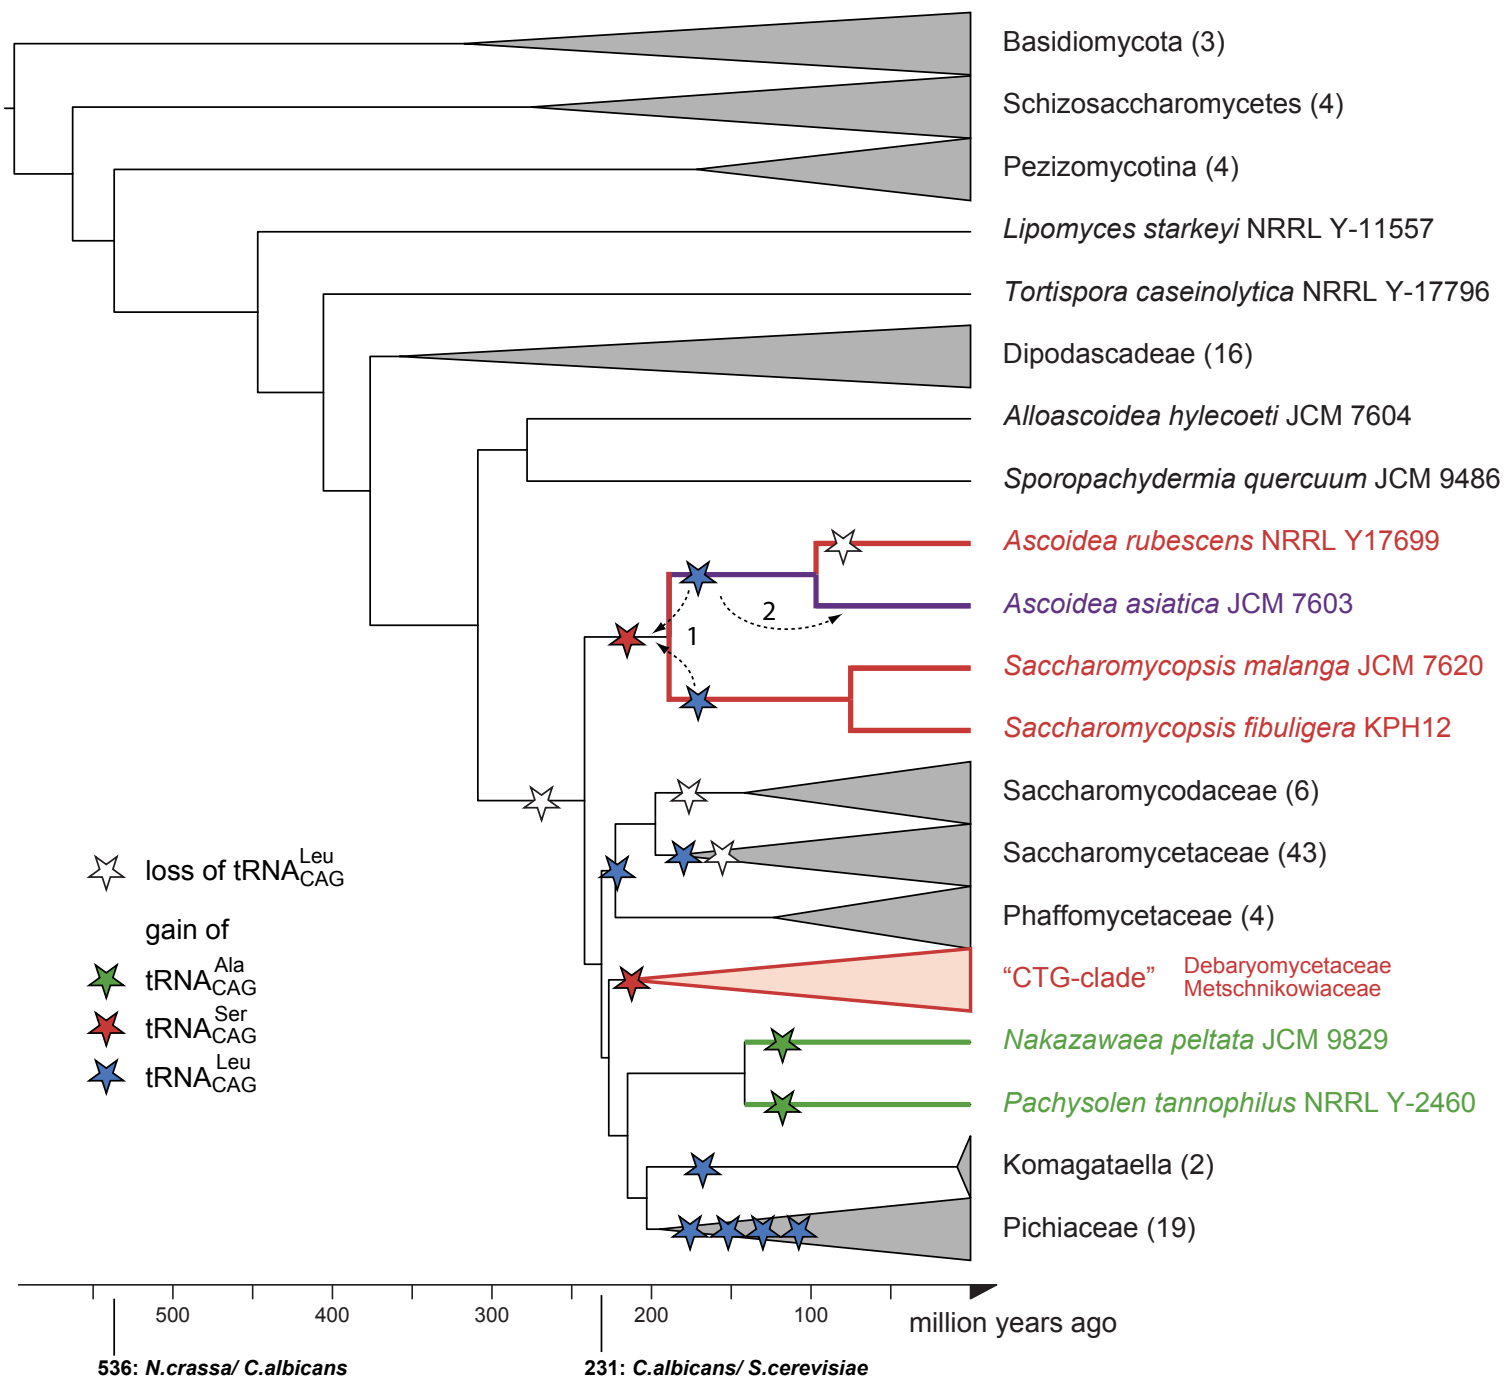 Basidiomycota (3)
Schizosaccharomycetes (4)
Pezizomycotina (4)
Lipomyces starkeyi NRRL Y-11557
Tortispora caseinolytica NRRL Y-17796
Dipodascadeae (16)
Alloascoidea hylecoeti JCM 7604
Sporopachydermia quercuum JCM 9486
Ascoidea rubescens NRRL Y17699
Ascoidea asiatica JCM 7603
2
1
Saccharomycopsis malanga JCM 7620
Saccharomycopsis fibuligera KPH12
Saccharomycodaceae (6)
Saccharomycetaceae (43)
Phaffomycetaceae (4)
“CTG-clade”
Debaryomycetaceae
Metschnikowiaceae
Nakazawaea peltata JCM 9829
Pachysolen tannophilus NRRL Y-2460
Komagataella (2)
Pichiaceae (19)
loss of tRNA Leu CAG
gain of
tRNA Ala CAG
tRNA Ser CAG
tRNA Leu CAG
500 400 300 200 100 million years ago
536: N.crassa/ C.albicans
231: C.albicans/ S.cerevisiae